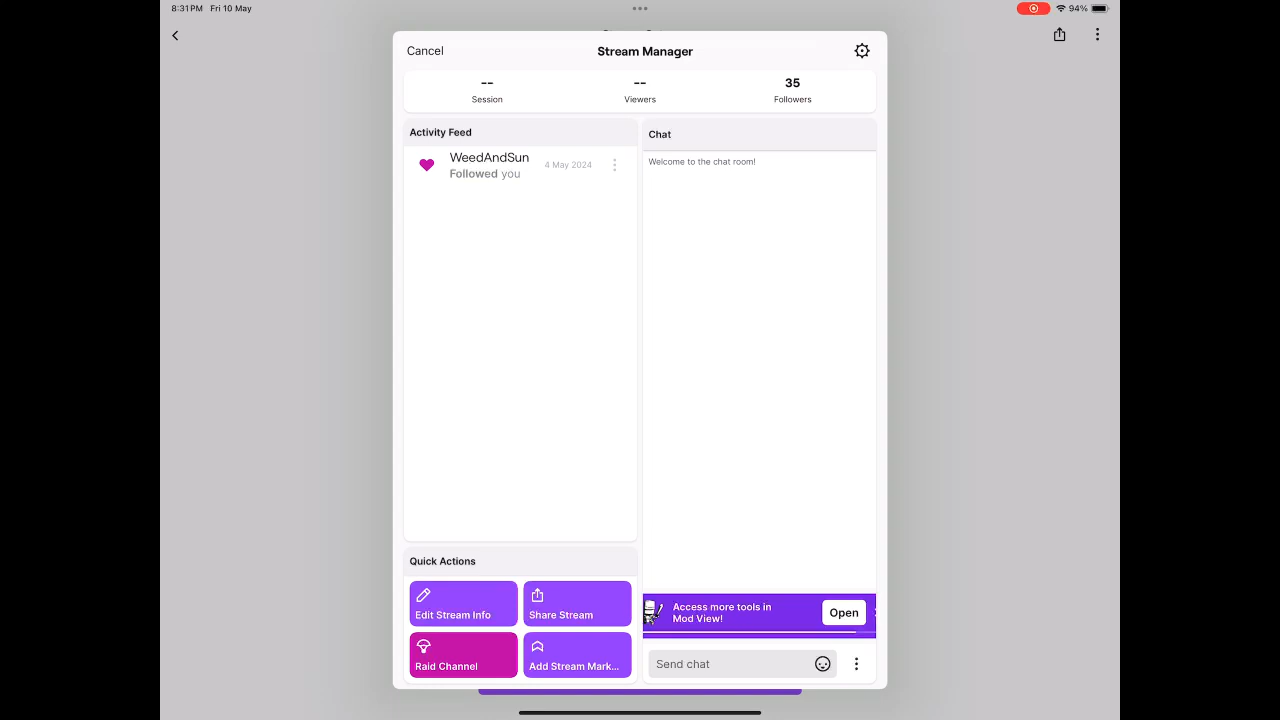 8:31PM Fri 10 May
94%
Cancel
Stream Manager
--
Session
--
Viewers
35
Followers
Activity Feed
WeedAndSun
Followed you
4 May 2024
Chat
Welcome to the chat room!
Quick Actions
Edit Stream Info
Share Stream
Raid Channel
Add Stream Mark...
Access more tools in
Mod View!
Open
Send chat